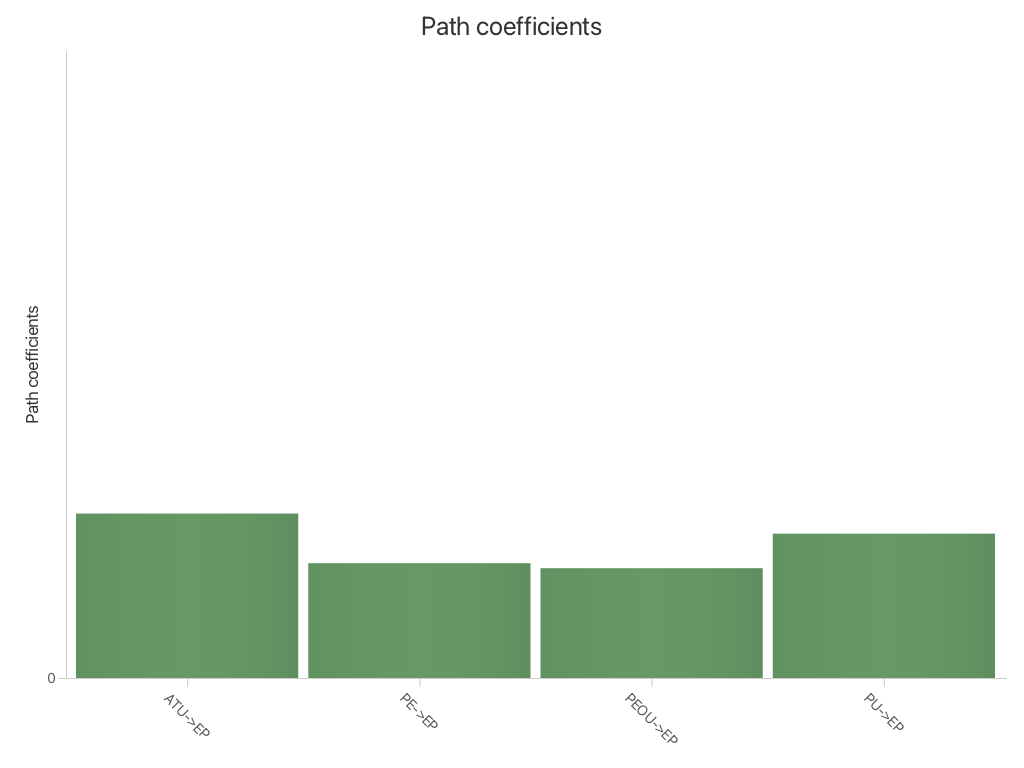 Path coefficients
Path coefficients
0
ATU->EP
PE->EP
PEOU->EP
PU->EP